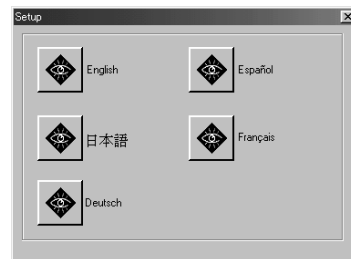 Setup
English
Español
日本語
Français
Deutsch